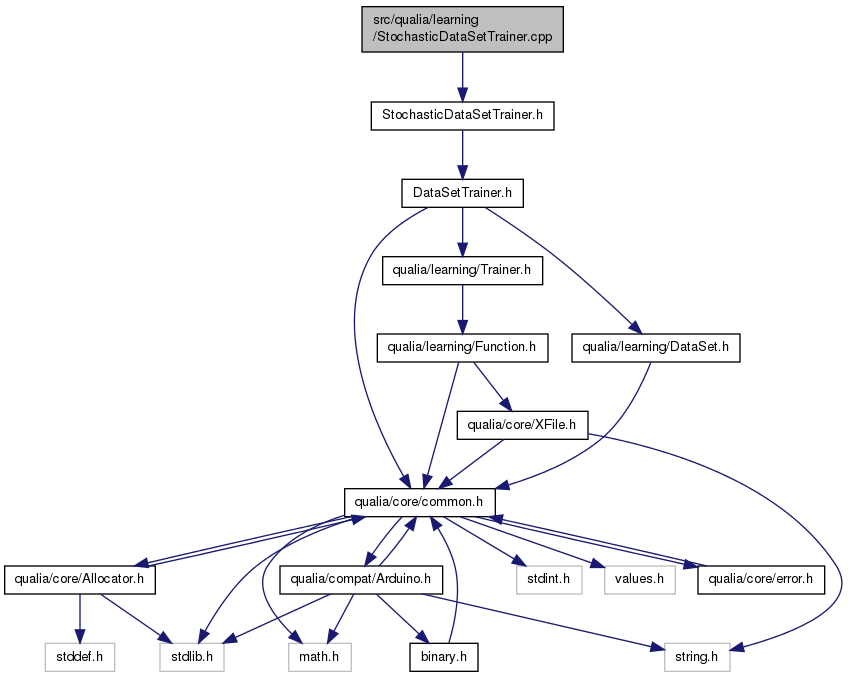 src/qualia/learning
/StochasticDataSetTrainer.cpp
StochasticDataSetTrainer.h
DataSetTrainer.h
qualia/learning/Trainer.h
qualia/learning/Function.h
qualia/learning/DataSet.h
qualia/core/XFile.h
qualia/core/common.h
qualia/core/Allocator.h
qualia/compat/Arduino.h
stdint.h
values.h
qualia/core/error.h
stddef.h
stdlib.h
math.h
binary.h
string.h